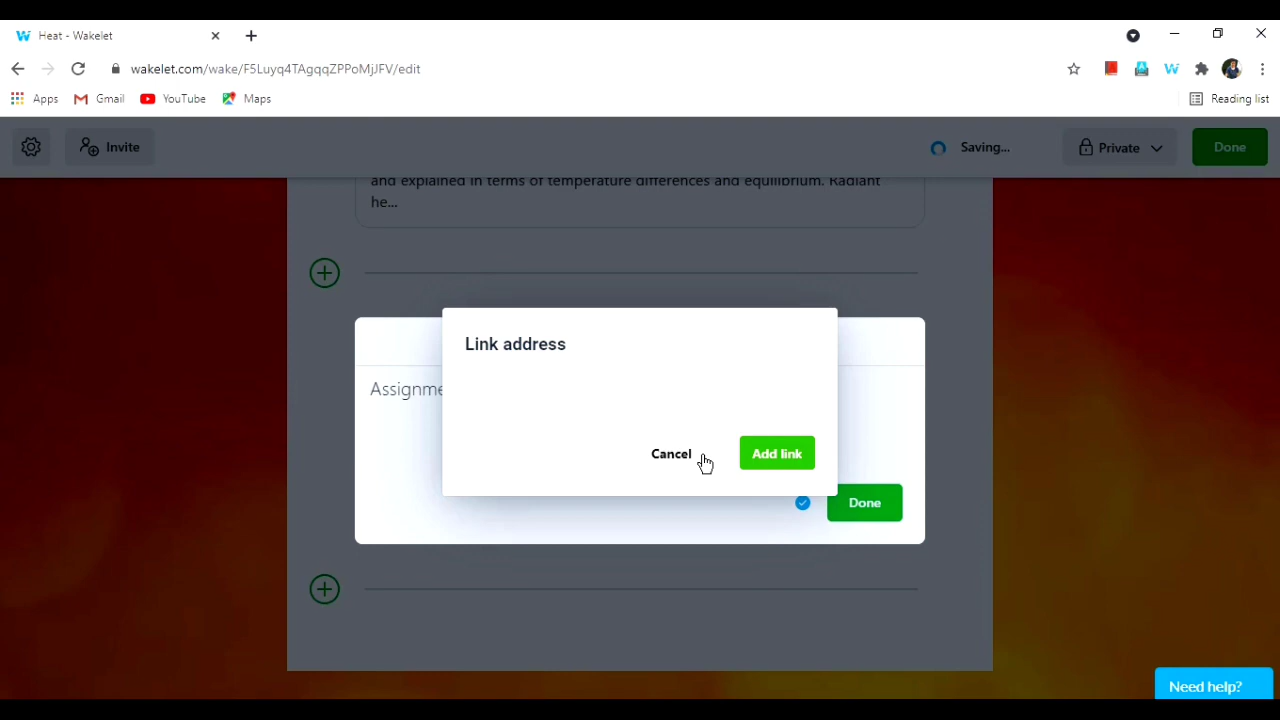 Heat - Wakelet
wakelet.com/wake/F5Luyq4TAgqqZPPoMjJFV/edit
Apps Gmail YouTube Maps Reading list
Invite Saving... Private Done
and explained in terms of temperature differences and equilibrium. Radiant
he...
Link address
Assignme
Cancel Add link
Done
Need help?